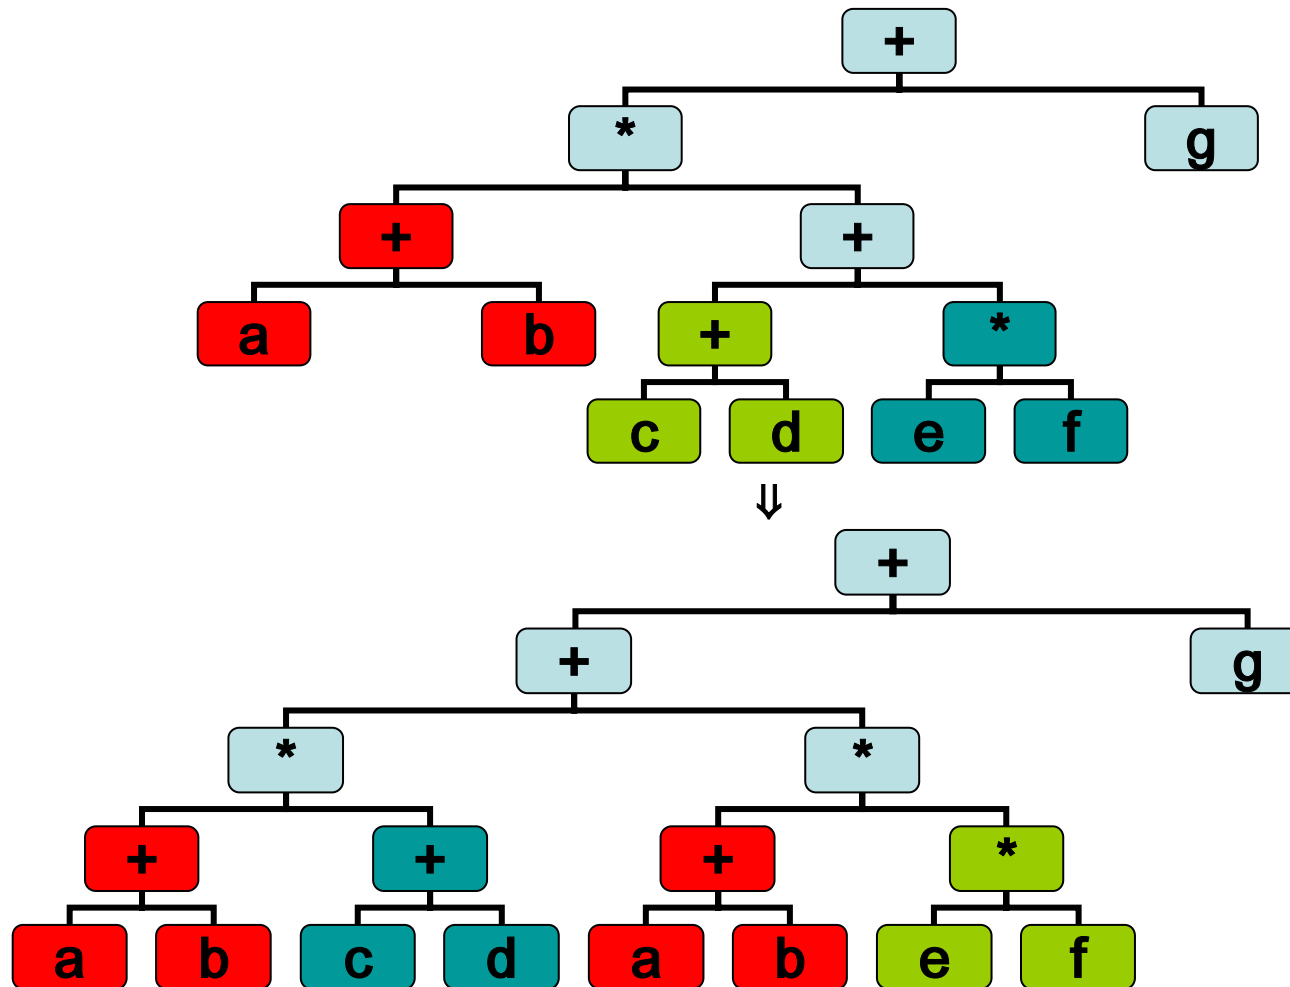 +
* g
+ +
a b + *
c d e f
⇓
+
+ g
* *
+ + + *
a b c d a b e f